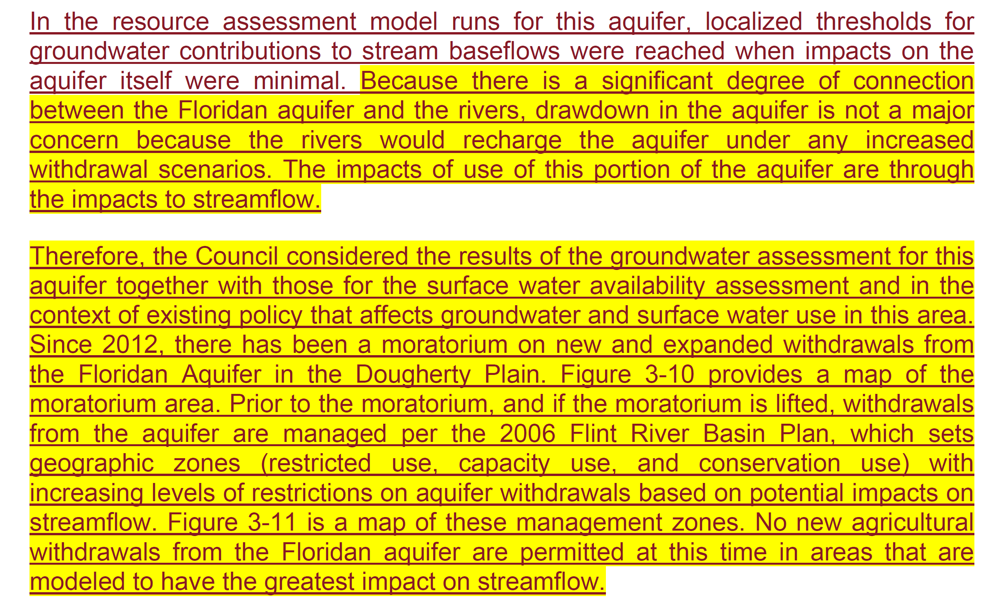 In the resource assessment model runs for this aquifer, localized thresholds for
groundwater contributions to stream baseflows were reached when impacts on the
aquifer itself were minimal. Because there is a significant degree of connection
between the Floridan aquifer and the rivers, drawdown in the aquifer is not a major
concern because the rivers would recharge the aquifer under any increased
withdrawal scenarios. The impacts of use of this portion of the aquifer are through
the impacts to streamflow.
Therefore, the Council considered the results of the groundwater assessment for this
aquifer together with those for the surface water availability assessment and in the
context of existing policy that affects groundwater and surface water use in this area.
Since 2012, there has been a moratorium on new and expanded withdrawals from
the Floridan Aquifer in the Dougherty Plain. Figure 3-10 provides a map of the
moratorium area. Prior to the moratorium, and if the moratorium is lifted, withdrawals
from the aquifer are managed per the 2006 Flint River Basin Plan, which sets
geographic zones (restricted use, capacity use, and conservation use) with
increasing levels of restrictions on aquifer withdrawals based on potential impacts on
streamflow. Figure 3-11 is a map of these management zones. No new agricultural
withdrawals from the Floridan aquifer are permitted at this time in areas that are
modeled to have the greatest impact on streamflow.